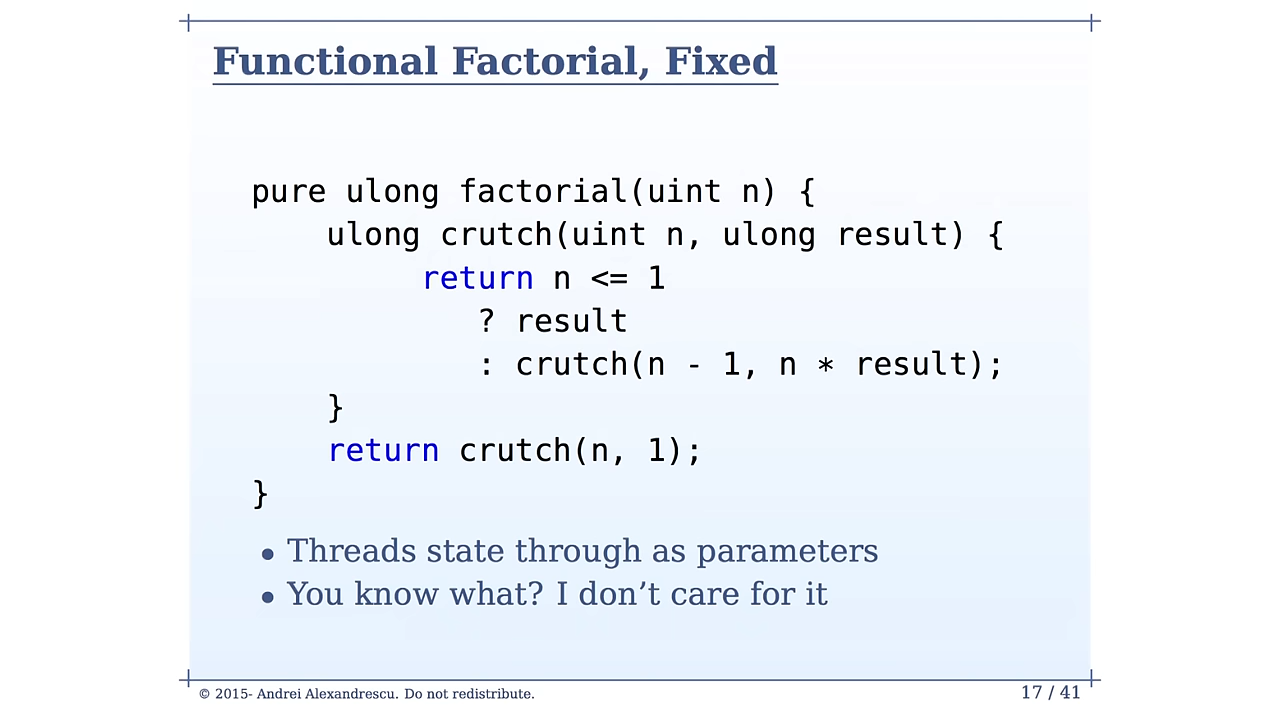 Functional Factorial, Fixed
pure ulong factorial(uint n) {
    ulong crutch(uint n, ulong result) {
         return n <= 1
            ? result
            : crutch(n - 1, n * result);
    }
    return crutch(n, 1);
}
• Threads state through as parameters
• You know what? I don’t care for it
© 2015- Andrei Alexandrescu. Do not redistribute.
17 / 41